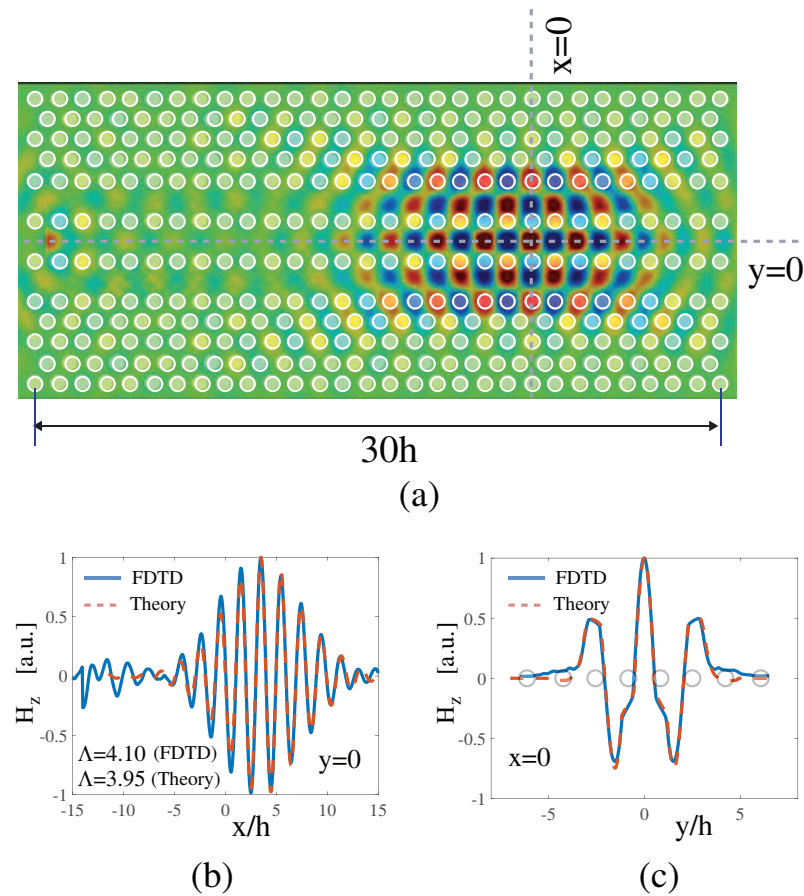 x=0
y=0
30h
(a)
1
0.5
0
-0.5
-1
H_z [a.u.]
FDTD
Theory
Λ=4.10 (FDTD)
Λ=3.95 (Theory)
y=0
-15 -10 -5 0 5 10 15
x/h
(b)
1
0.5
0
-0.5
-1
H_z [a.u.]
FDTD
Theory
x=0
-5 0 5
y/h
(c)